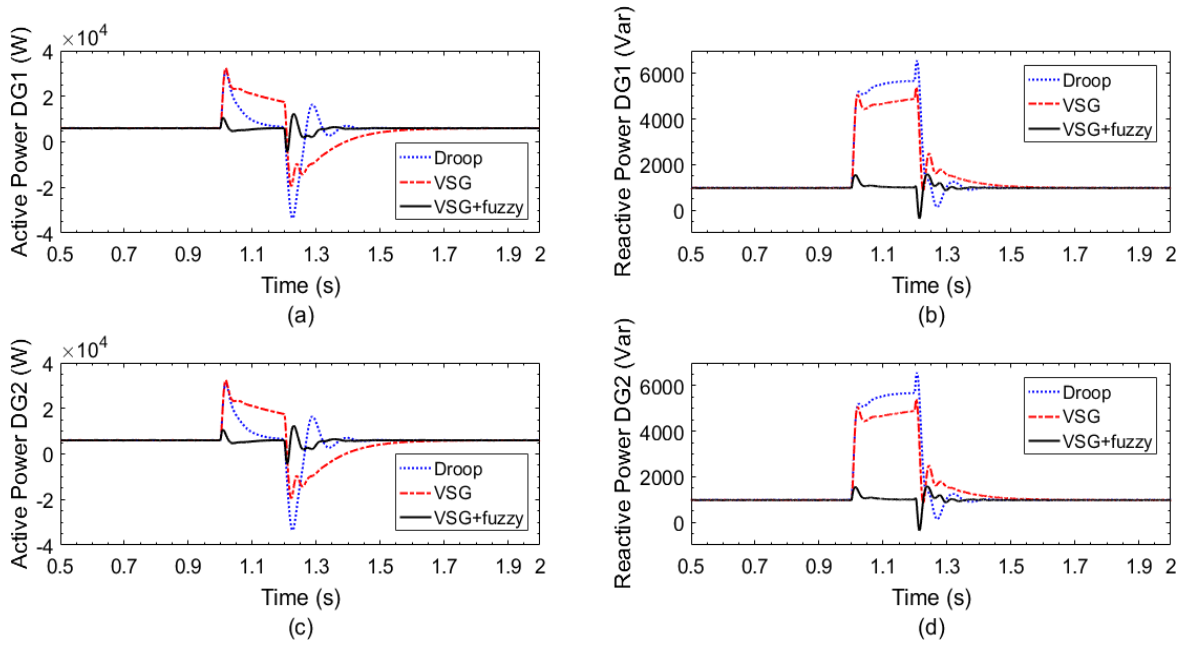 ×10⁴
Active Power DG1 (W)
4
2
0
-2
-4
Droop
VSG
VSG+fuzzy
0.5 0.7 0.9 1.1 1.3 1.5 1.7 1.9 2
Time (s)
(a)
Reactive Power DG1 (Var)
6000
4000
2000
0
Droop
VSG
VSG+fuzzy
0.5 0.7 0.9 1.1 1.3 1.5 1.7 1.9 2
Time (s)
(b)
×10⁴
Active Power DG2 (W)
4
2
0
-2
-4
Droop
VSG
VSG+fuzzy
0.5 0.7 0.9 1.1 1.3 1.5 1.7 1.9 2
Time (s)
(c)
Reactive Power DG2 (Var)
6000
4000
2000
0
Droop
VSG
VSG+fuzzy
0.5 0.7 0.9 1.1 1.3 1.5 1.7 1.9 2
Time (s)
(d)